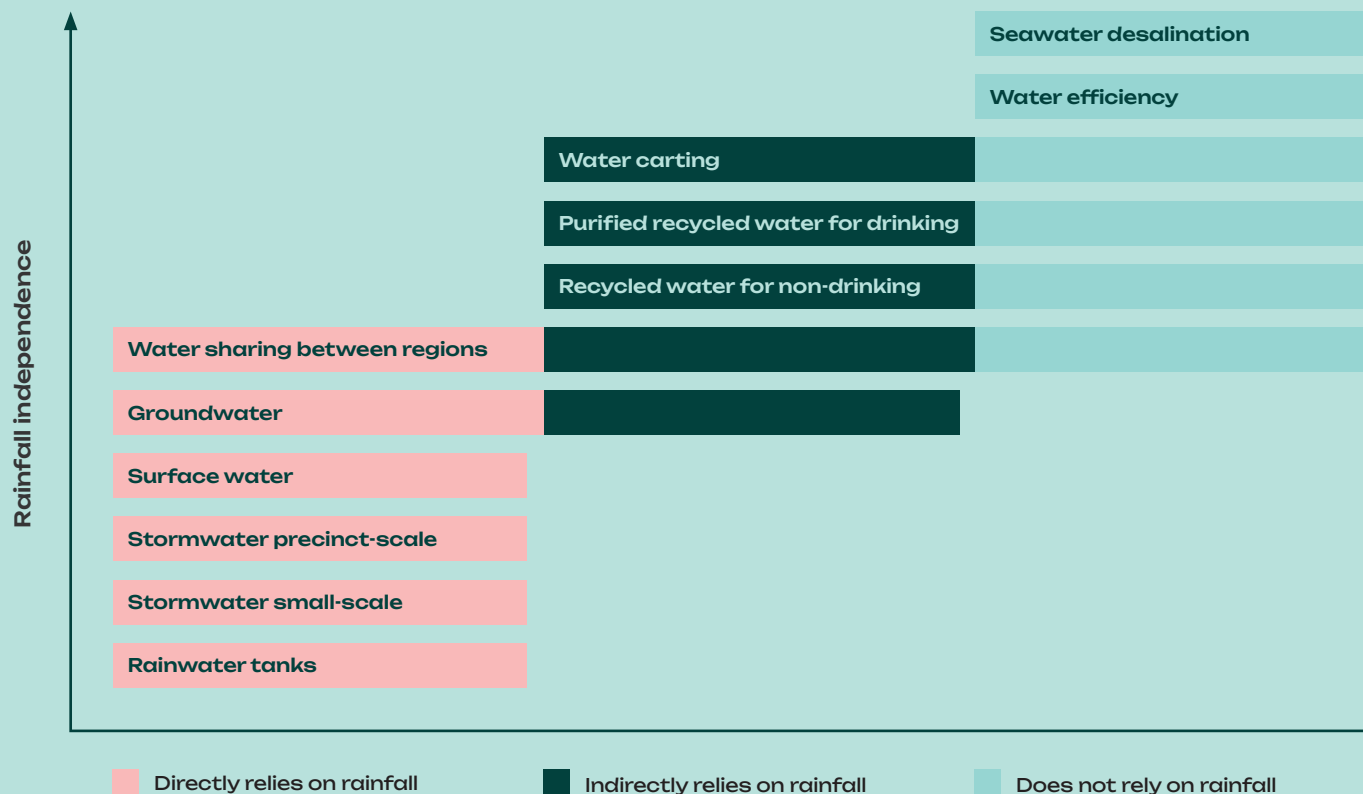 Seawater desalination
Water efficiency
Water carting
Purified recycled water for drinking
Recycled water for non-drinking
Water sharing between regions
Groundwater
Surface water
Stormwater precinct-scale
Stormwater small-scale
Rainwater tanks
Rainfall independence
Directly relies on rainfall
Indirectly relies on rainfall
Does not rely on rainfall